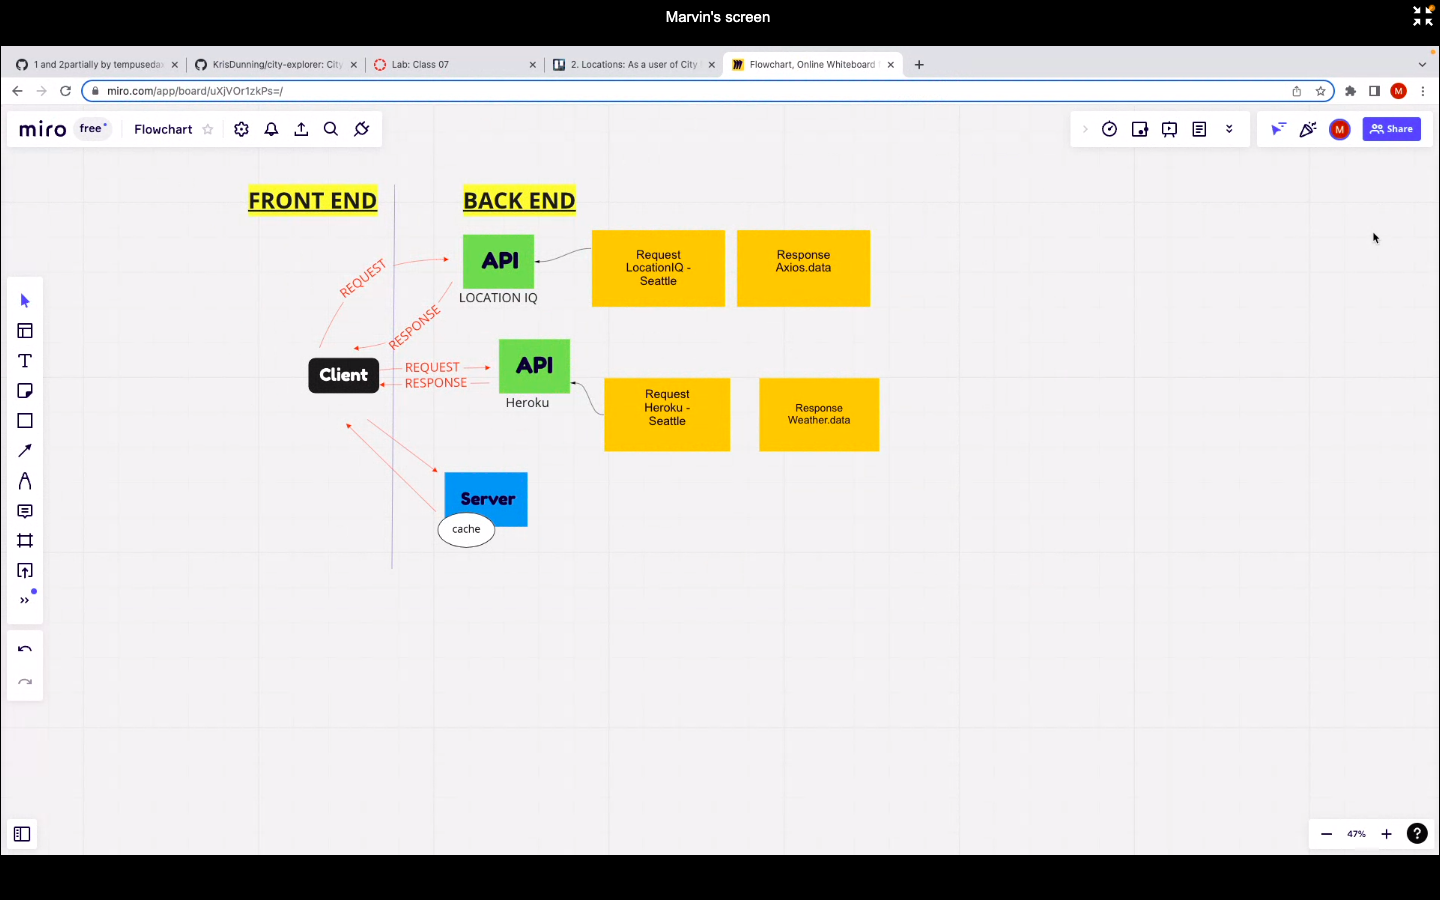 Marvin's screen
1 and 2partially by tempuseda
KrisDunning/city-explorer: City
Lab: Class 07
2. Locations: As a user of City
Flowchart, Online Whiteboard
miro.com/app/board/uXjVOr1zkPs=/
M
miro
free
Flowchart
M
Share
FRONT END
BACK END
API
Request
LocationIQ -
Seattle
Response
Axios.data
REQUEST
LOCATION IQ
RESPONSE
Client
REQUEST
RESPONSE
API
Heroku
Request
Heroku -
Seattle
Response
Weather.data
Server
cache
47%